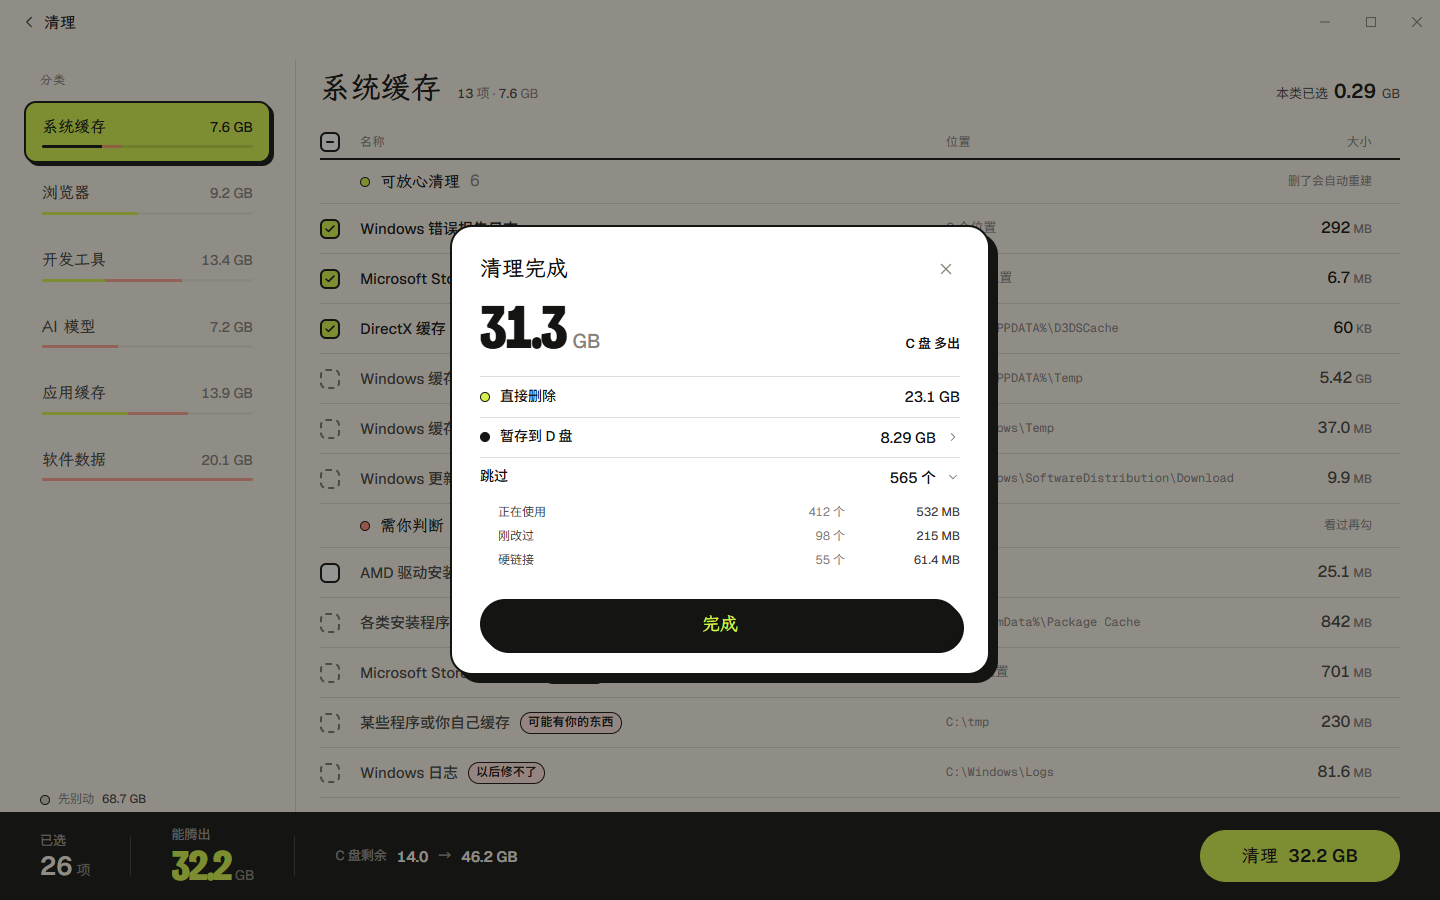 清理
分类
系统缓存 7.6 GB
浏览器 9.2 GB
开发工具 13.4 GB
AI 模型 7.2 GB
应用缓存 13.9 GB
软件数据 20.1 GB
先别动 68.7 GB
系统缓存 13 项 · 7.6 GB
本类已选 0.29 GB
名称 位置 大小
可放心清理 6 删了会自动重建
Windows 错误报告日志 个位置 292 MB
Microsoft Sto 置 6.7 MB
DirectX 缓存 PPDATA%\D3DSCache 60 KB
Windows 缓存 PPDATA%\Temp 5.42 GB
Windows 缓存 ows\Temp 37.0 MB
Windows 更新 ows\SoftwareDistribution\Download 9.9 MB
需你判断 看过再勾
AMD 驱动安装 25.1 MB
各类安装程序 mData%\Package Cache 842 MB
Microsoft Store 置 701 MB
某些程序或你自己缓存 可能有你的东西 C:\tmp 230 MB
Windows 日志 以后修不了 C:\Windows\Logs 81.6 MB
清理完成
31.3 GB
C 盘 多出
直接删除 23.1 GB
暂存到 D 盘 8.29 GB
跳过 565 个
正在使用 412 个 532 MB
刚改过 98 个 215 MB
硬链接 55 个 61.4 MB
完成
已选
26 项
能腾出
32.2 GB
C 盘剩余 14.0 → 46.2 GB
清理 32.2 GB